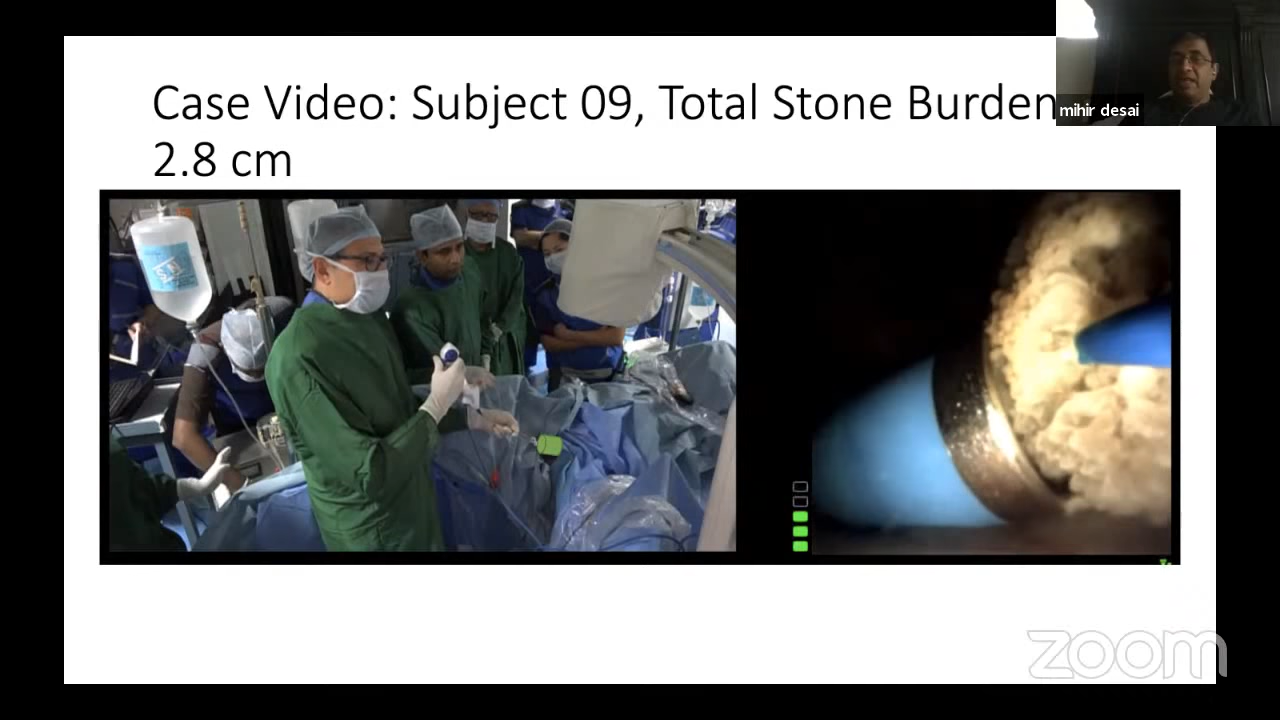 Case Video: Subject 09, Total Stone Burden
2.8 cm
mihir desai
zoom